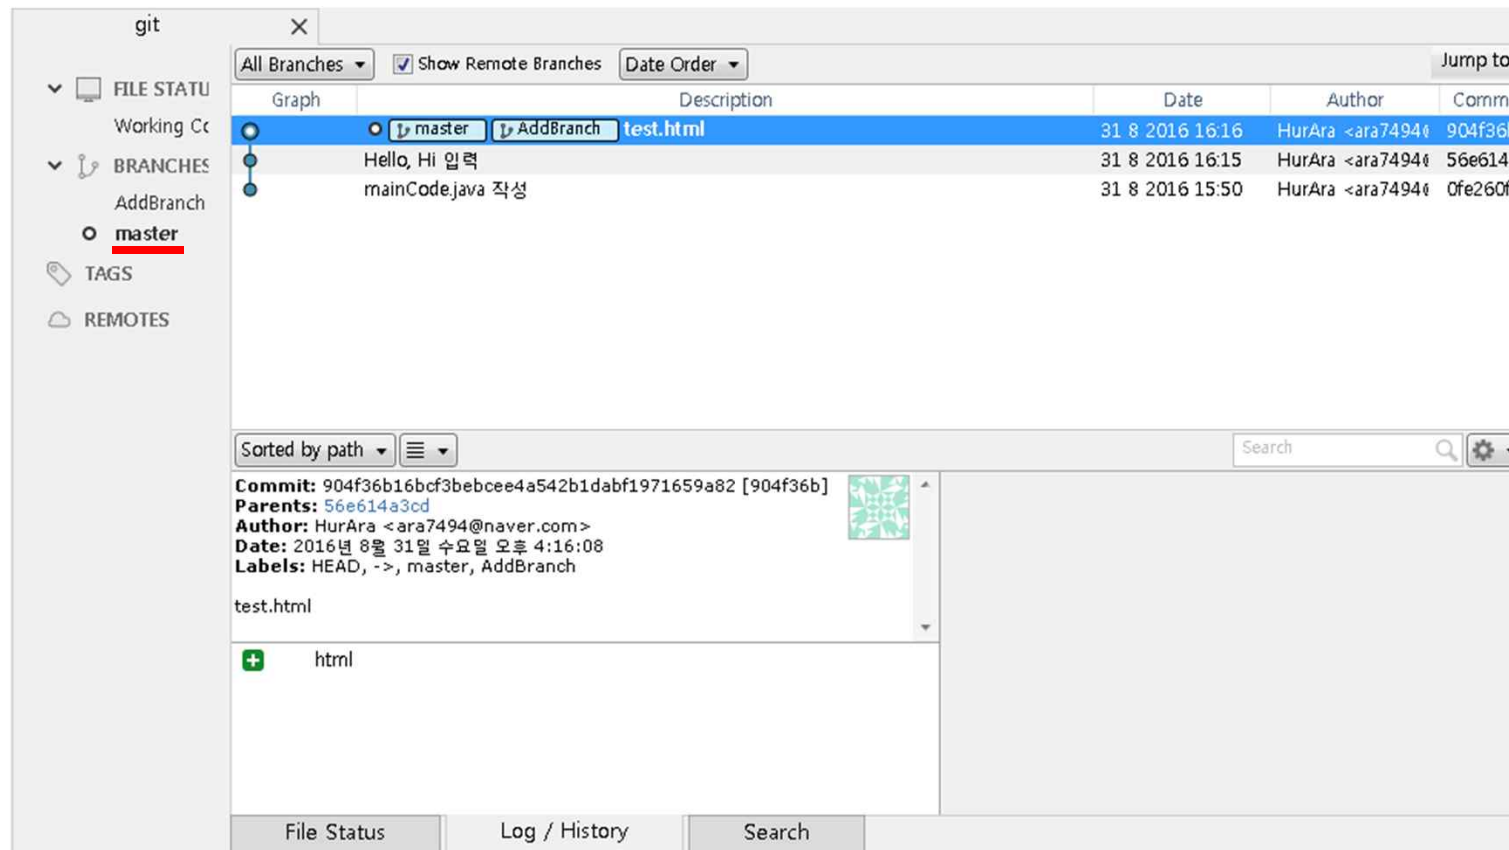 git
All Branches Show Remote Branches Date Order Jump to
FILE STATU
Working Co
BRANCHES
AddBranch
master
TAGS
REMOTES
Graph Description Date Author Comm
master AddBranch test.html 31 8 2016 16:16 HurAra <ara7494 904f36
Hello, Hi 입력 31 8 2016 16:15 HurAra <ara7494 56e614
mainCode.java 작성 31 8 2016 15:50 HurAra <ara7494 0fe260f
Sorted by path Search
Commit: 904f36b16bcf3bebcee4a542b1dabf1971659a82 [904f36b]
Parents: 56e614a3cd
Author: HurAra <ara7494@naver.com>
Date: 2016년 8월 31일 수요일 오후 4:16:08
Labels: HEAD, ->, master, AddBranch
test.html
html
File Status Log / History Search